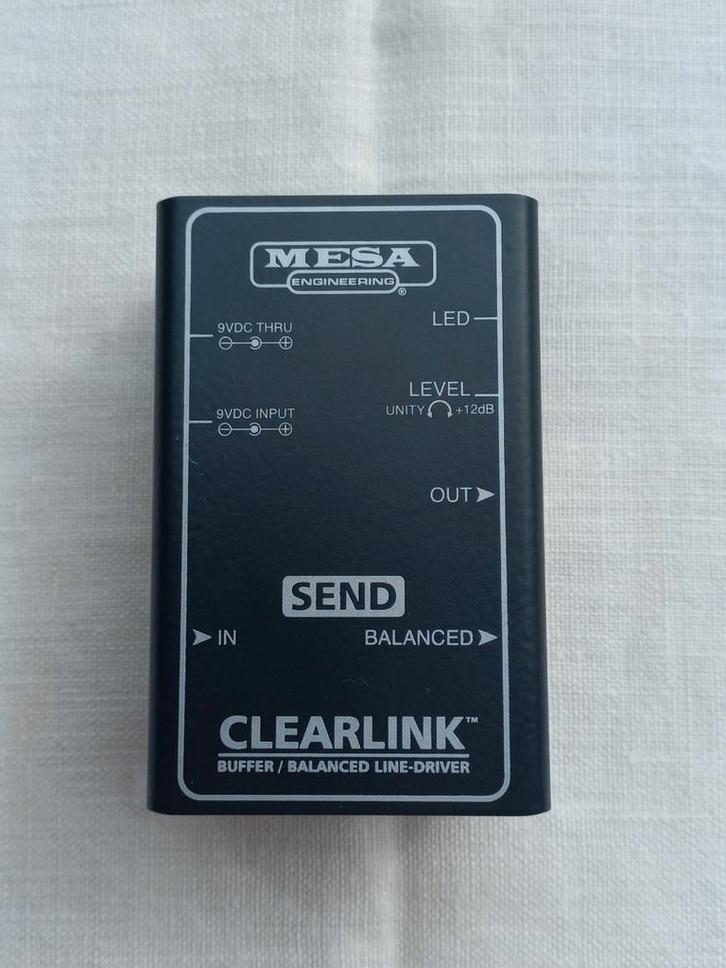 MESA
ENGINEERING®
LED
9VDC THRU
LEVEL
UNITY +12dB
9VDC INPUT
OUT
SEND
IN
BALANCED
CLEARLINK™
BUFFER / BALANCED LINE-DRIVER